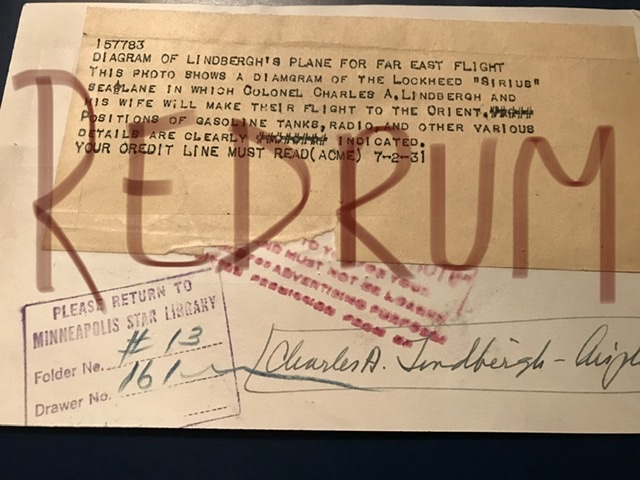 157783
DIAGRAM OF LINDBERGH'S PLANE FOR FAR EAST FLIGHT
THIS PHOTO SHOWS A DIAMGRAM OF THE LOCKHEED "SIRIUS"
SEAPLANE IN WHICH COLONEL CHARLES A. LINDBERGH AND
HIS WIFE WILL MAKE THEIR FLIGHT TO THE ORIENT.
POSITIONS OF GASOLINE TANKS, RADIO, AND OTHER VARIOUS
DETAILS ARE CLEARLY INDICATED.
YOUR CREDIT LINE MUST READ(ACME) 7-2-31
REDRUM
YOUR
MUST NOT BE LOANED
ADVERTISING PURPOSES
PERMISSION FROM
PLEASE RETURN TO
MINNEAPOLIS STAR LIBRARY
Folder No. #13
Drawer No. 161
Charles A. Lindbergh -